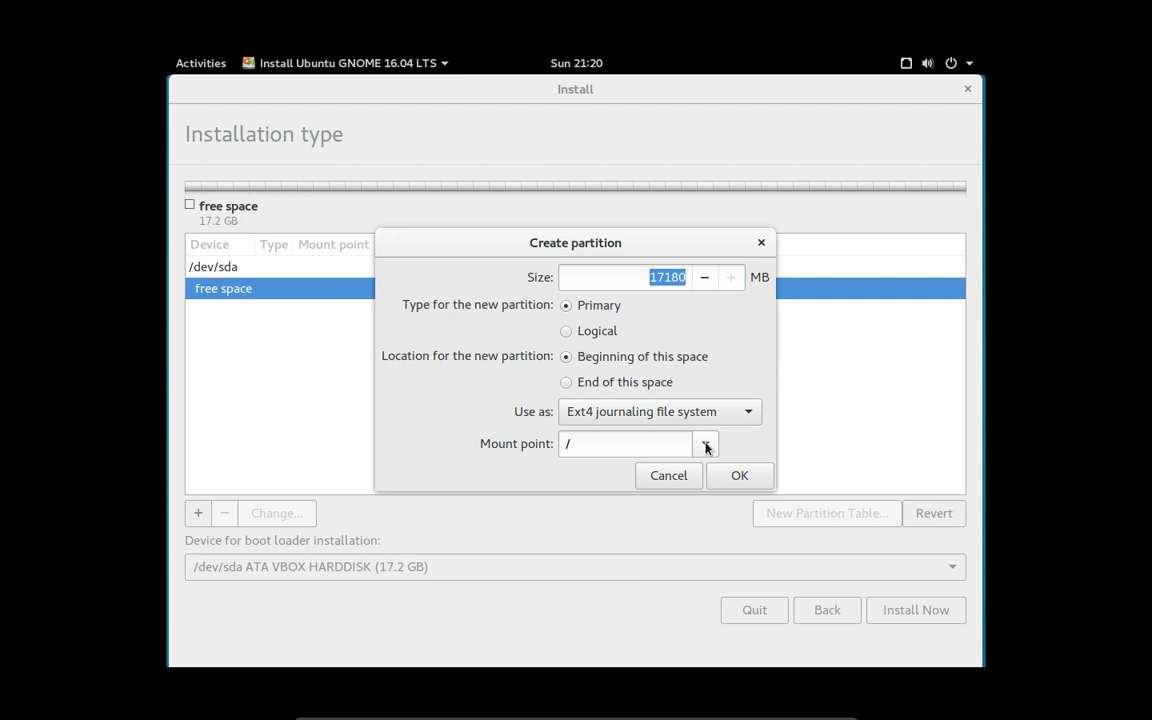 Activities Install Ubuntu GNOME 16.04 LTS Sun 21:20
Install ×
Installation type
free space
17.2 GB
Device Type Mount point
/dev/sda
free space
Create partition ×
Size: 17180 − + MB
Type for the new partition: Primary
Logical
Location for the new partition: Beginning of this space
End of this space
Use as: Ext4 journaling file system
Mount point: /
Cancel OK
+ − Change... New Partition Table... Revert
Device for boot loader installation:
/dev/sda ATA VBOX HARDDISK (17.2 GB)
Quit Back Install Now